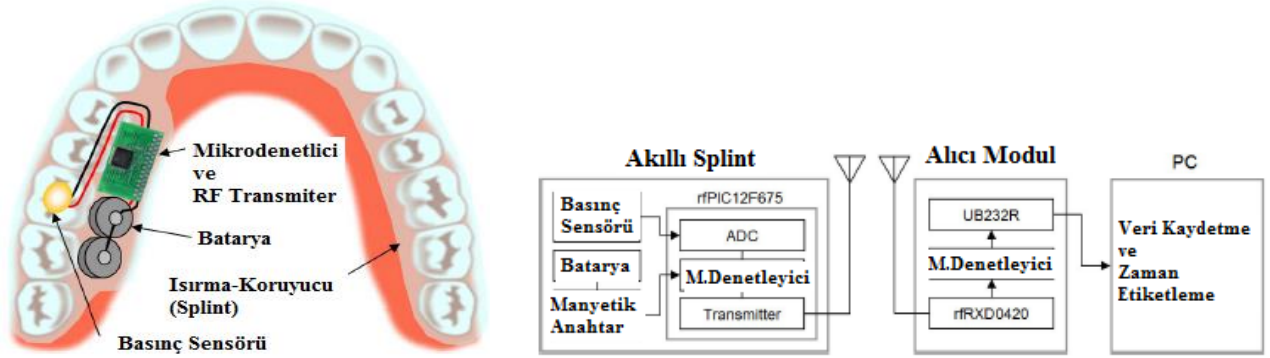 Mikrodenetlici
ve
RF Transmiter
Batarya
Isırma-Koruyucu
(Splint)
Basınç Sensörü
Akıllı Splint
rfPIC12F675
Basınç
Sensörü
ADC
Batarya
M.Denetleyici
Manyetik
Anahtar
Transmitter
Alıcı Modul
UB232R
M.Denetleyici
rfRXD0420
PC
Veri Kaydetme
ve
Zaman
Etiketleme